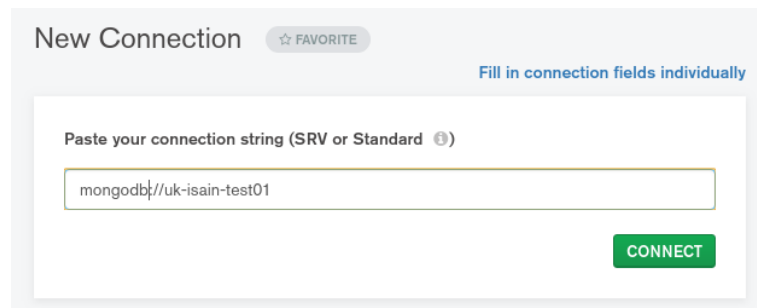 New Connection ☆ FAVORITE
Fill in connection fields individually
Paste your connection string (SRV or Standard ℹ)
mongodb://uk-isain-test01
CONNECT